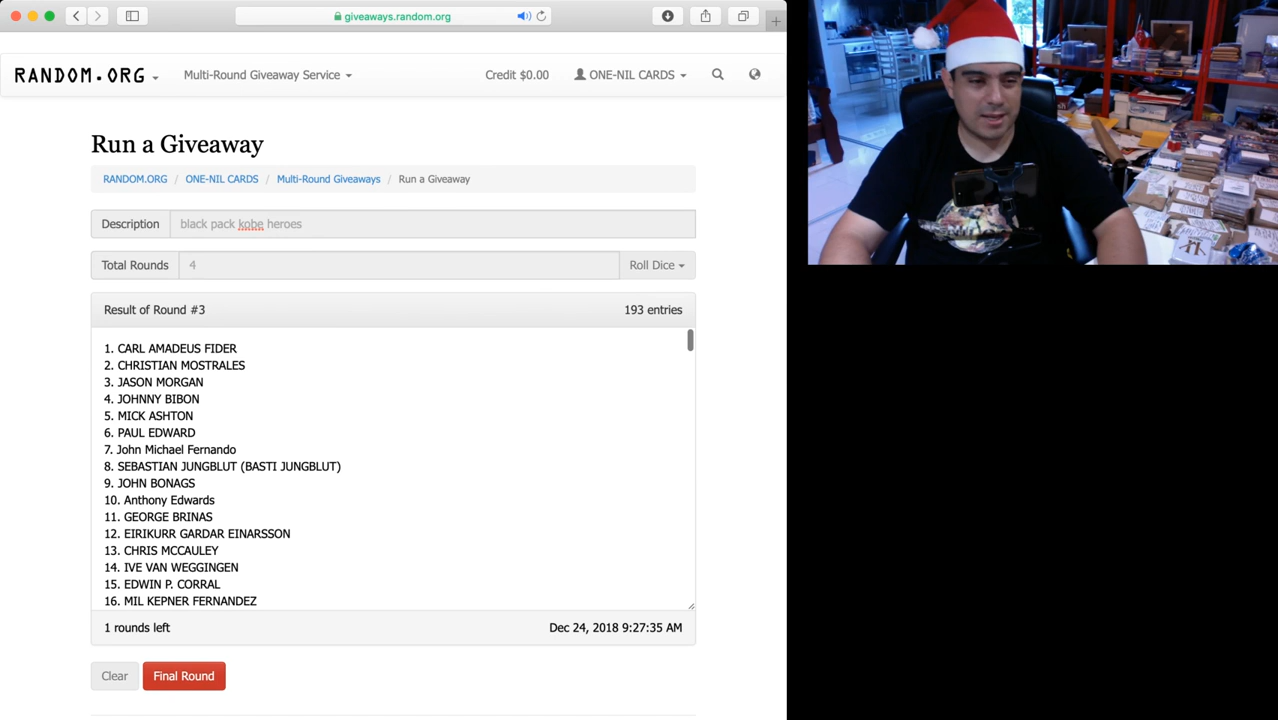 giveaways.random.org
RANDOM.ORG Multi-Round Giveaway Service Credit $0.00 ONE-NIL CARDS
Run a Giveaway
RANDOM.ORG / ONE-NIL CARDS / Multi-Round Giveaways / Run a Giveaway
Description black pack kobe heroes
Total Rounds 4 Roll Dice
Result of Round #3 193 entries
1. CARL AMADEUS FIDER
2. CHRISTIAN MOSTRALES
3. JASON MORGAN
4. JOHNNY BIBON
5. MICK ASHTON
6. PAUL EDWARD
7. John Michael Fernando
8. SEBASTIAN JUNGBLUT (BASTI JUNGBLUT)
9. JOHN BONAGS
10. Anthony Edwards
11. GEORGE BRINAS
12. EIRIKURR GARDAR EINARSSON
13. CHRIS MCCAULEY
14. IVE VAN WEGGINGEN
15. EDWIN P. CORRAL
16. MIL KEPNER FERNANDEZ
1 rounds left Dec 24, 2018 9:27:35 AM
Clear Final Round